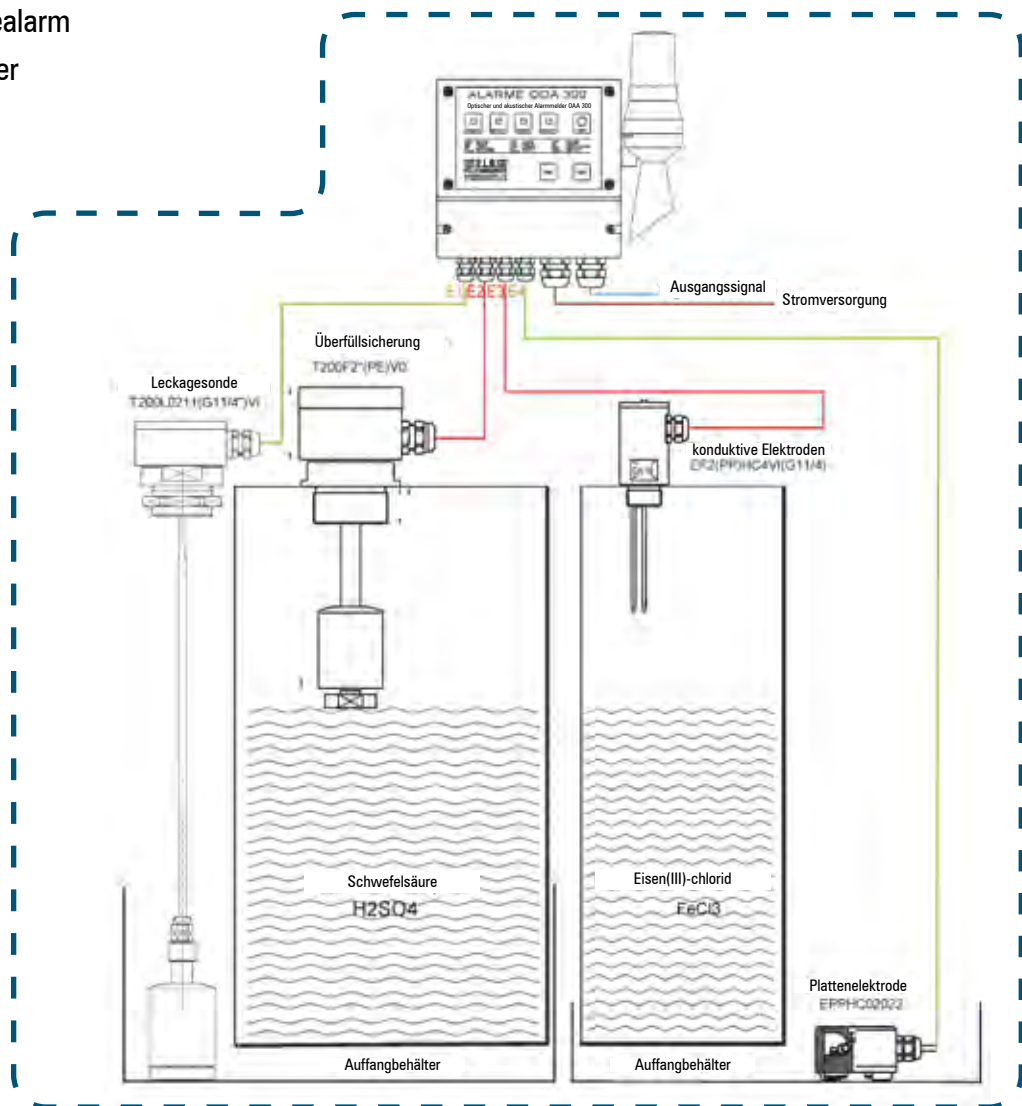 ealarm
er
ALARME OOA 300
Optischer und akustischer Alarmmelder OAA 300
E1 E2 E3 E4
Ausgangssignal
Stromversorgung
Überfüllsicherung
T200F2"(PE)V0
Leckagesonde
konduktive Elektroden
Schwefelsäure
H2SO4
Eisen(III)-chlorid
FeCl3
Plattenelektrode
EPPHC02022
Auffangbehälter
Auffangbehälter